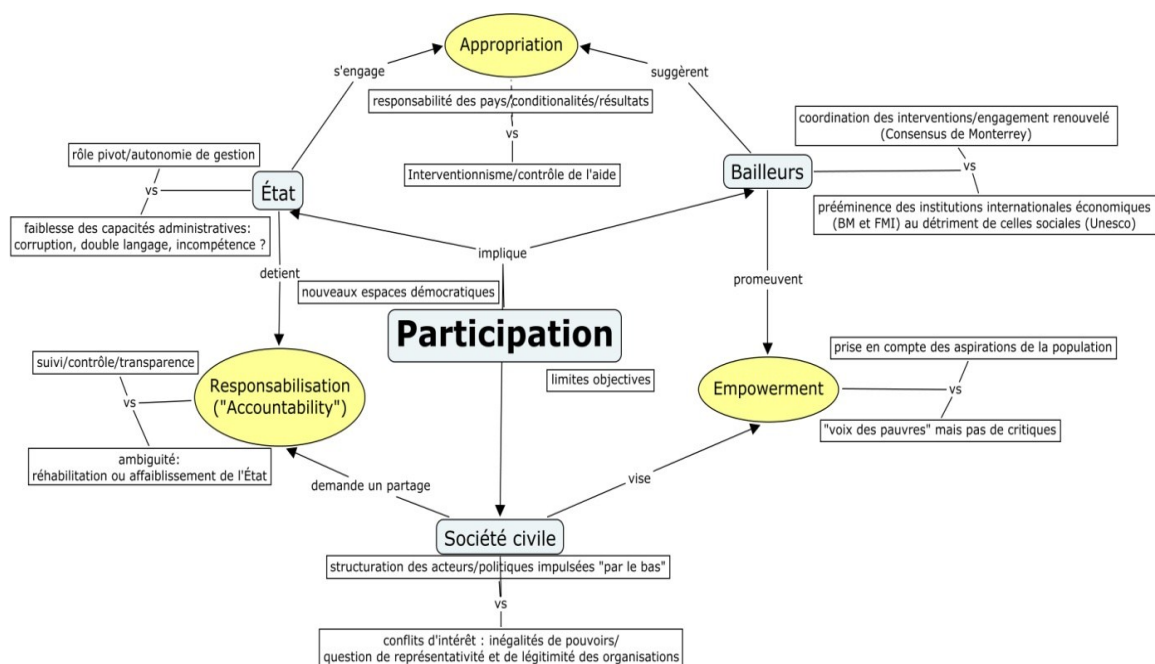 Appropriation
s'engage
suggèrent
responsabilité des pays/conditionalités/résultats
vs
Interventionnisme/contrôle de l'aide
coordination des interventions/engagement renouvelé
(Consensus de Monterrey)
rôle pivot/autonomie de gestion
vs
État
Bailleurs
vs
faiblesse des capacités administratives:
corruption, double langage, incompétence ?
prééminence des institutions internationales économiques
(BM et FMI) au détriment de celles sociales (Unesco)
implique
détient
promeuvent
nouveaux espaces démocratiques
Participation
limites objectives
suivi/contrôle/transparence
vs
Responsabilisation
("Accountability")
ambiguité:
réhabilitation ou affaiblissement de l'État
prise en compte des aspirations de la population
Empowerment
vs
"voix des pauvres" mais pas de critiques
demande un partage
vise
Société civile
structuration des acteurs/politiques impulsées "par le bas"
vs
conflits d'intérêt : inégalités de pouvoirs/
question de représentativité et de légitimité des organisations